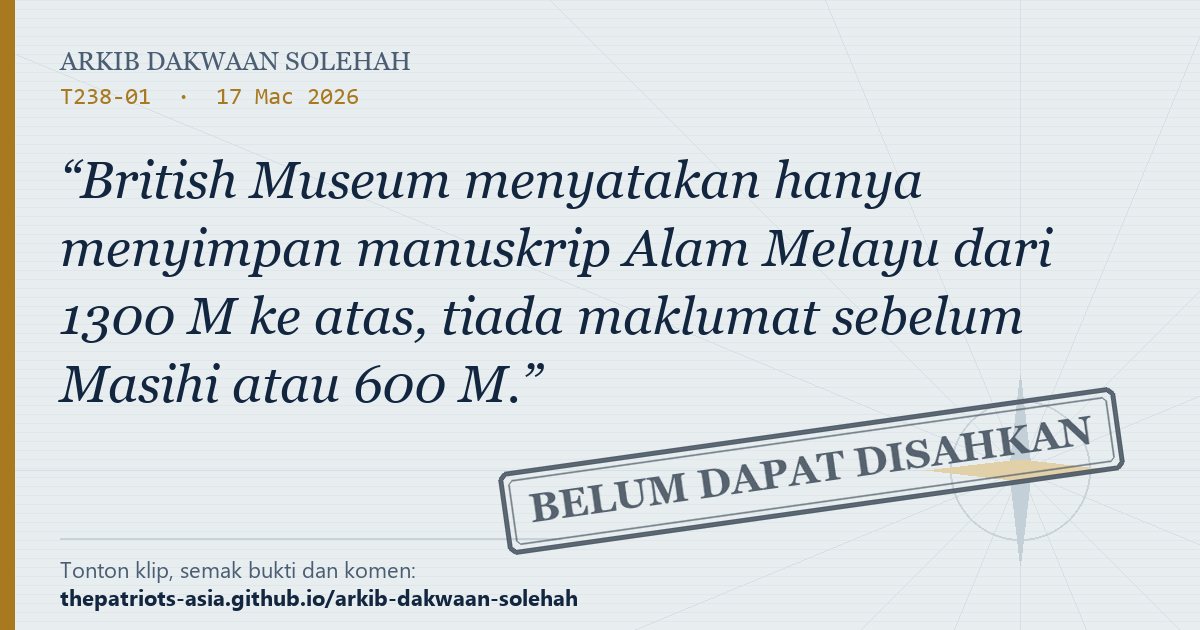 ARKIB DAKWAAN SOLEHAH
T238-01 · 17 Mac 2026
“British Museum menyatakan hanya
menyimpan manuskrip Alam Melayu dari
1300 M ke atas, tiada maklumat sebelum
Masihi atau 600 M.”
BELUM DAPAT DISAHKAN
Tonton klip, semak bukti dan komen:
thepatriots-asia.github.io/arkib-dakwaan-solehah